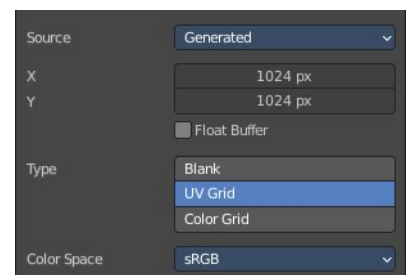 Source Generated
X 1024 px
Y 1024 px
Float Buffer
Type Blank
UV Grid
Color Grid
Color Space sRGB